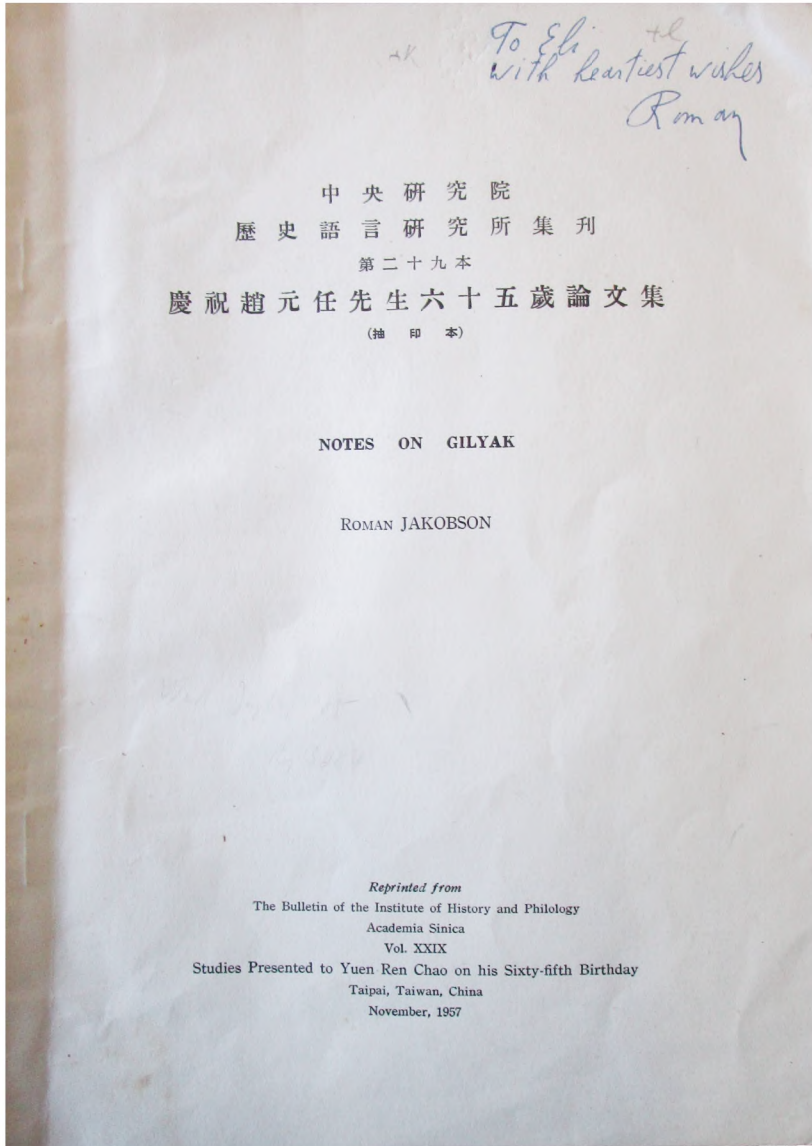 To Eli
with heartiest wishes
Roman
中央研究院
歷史語言研究所集刊
第二十九本
慶祝趙元任先生六十五歲論文集
(抽印本)
NOTES ON GILYAK
ROMAN JAKOBSON
Reprinted from
The Bulletin of the Institute of History and Philology
Academia Sinica
Vol. XXIX
Studies Presented to Yuen Ren Chao on his Sixty-fifth Birthday
Taipei, Taiwan, China
November, 1957